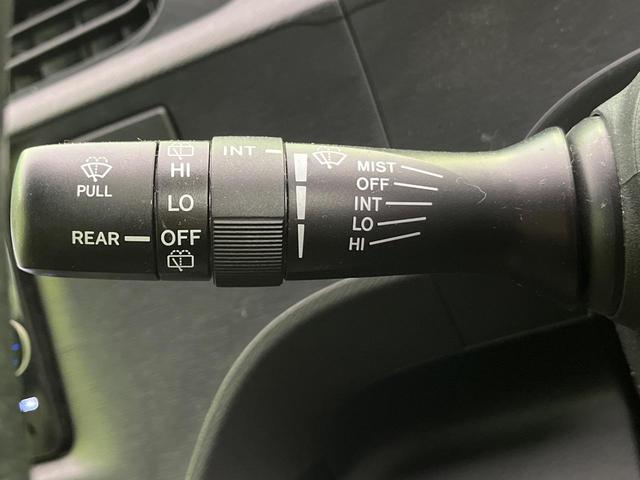 PULL
REAR
HI
LO
OFF
INT
MIST
OFF
INT
LO
HI